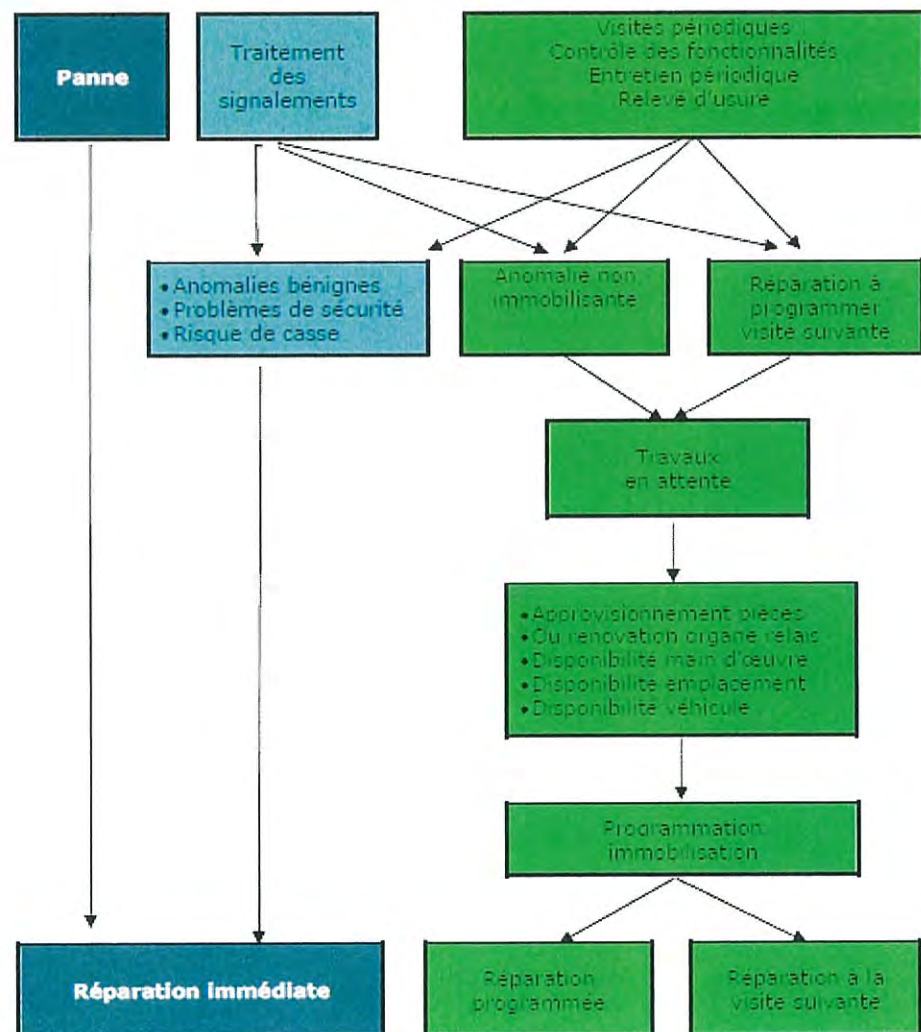 Panne
Traitement
des
signalements
Visites périodiques
Contrôle des fonctionnalités
Entretien périodique
Relevé d'usure
•Anomalies bénignes
•Problèmes de sécurité
•Risque de casse
Anomalie non
immobilisante
Réparation à
programmer
visite suivante
Travaux
en attente
•Approvisionnement pièces
•Ou rénovation organe relais
•Disponibilité main d'œuvre
•Disponibilité emplacement
•Disponibilité véhicule
Programmation
immobilisation
Réparation immédiate
Réparation
programmée
Réparation à la
visite suivante